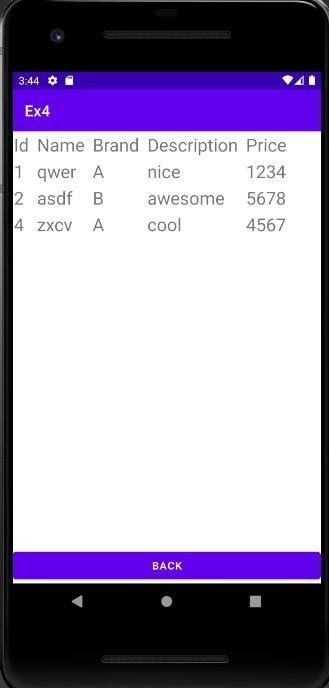 3:44
Ex4
Id Name Brand Description Price
1 qwer A nice 1234
2 asdf B awesome 5678
4 zxcv A cool 4567
BACK